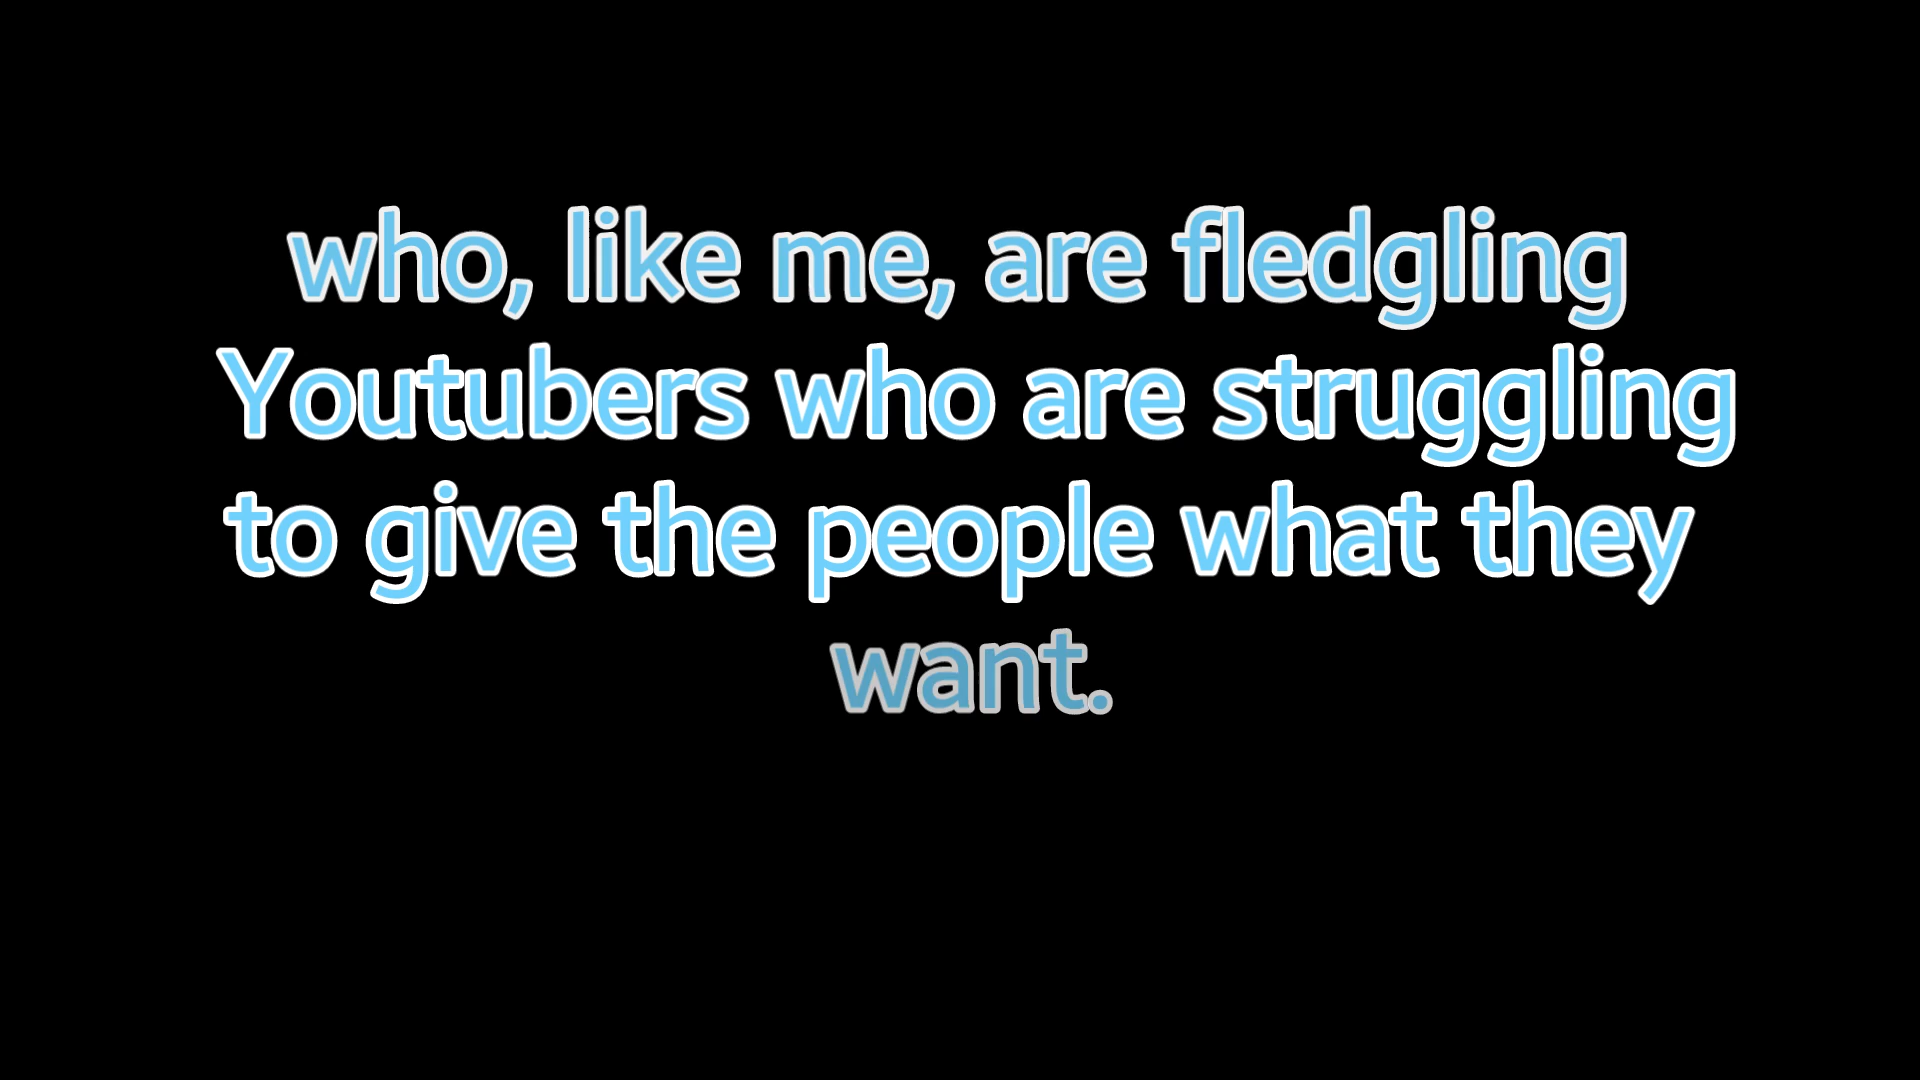 who, like me, are fledgling
Youtubers who are struggling
to give the people what they
want.